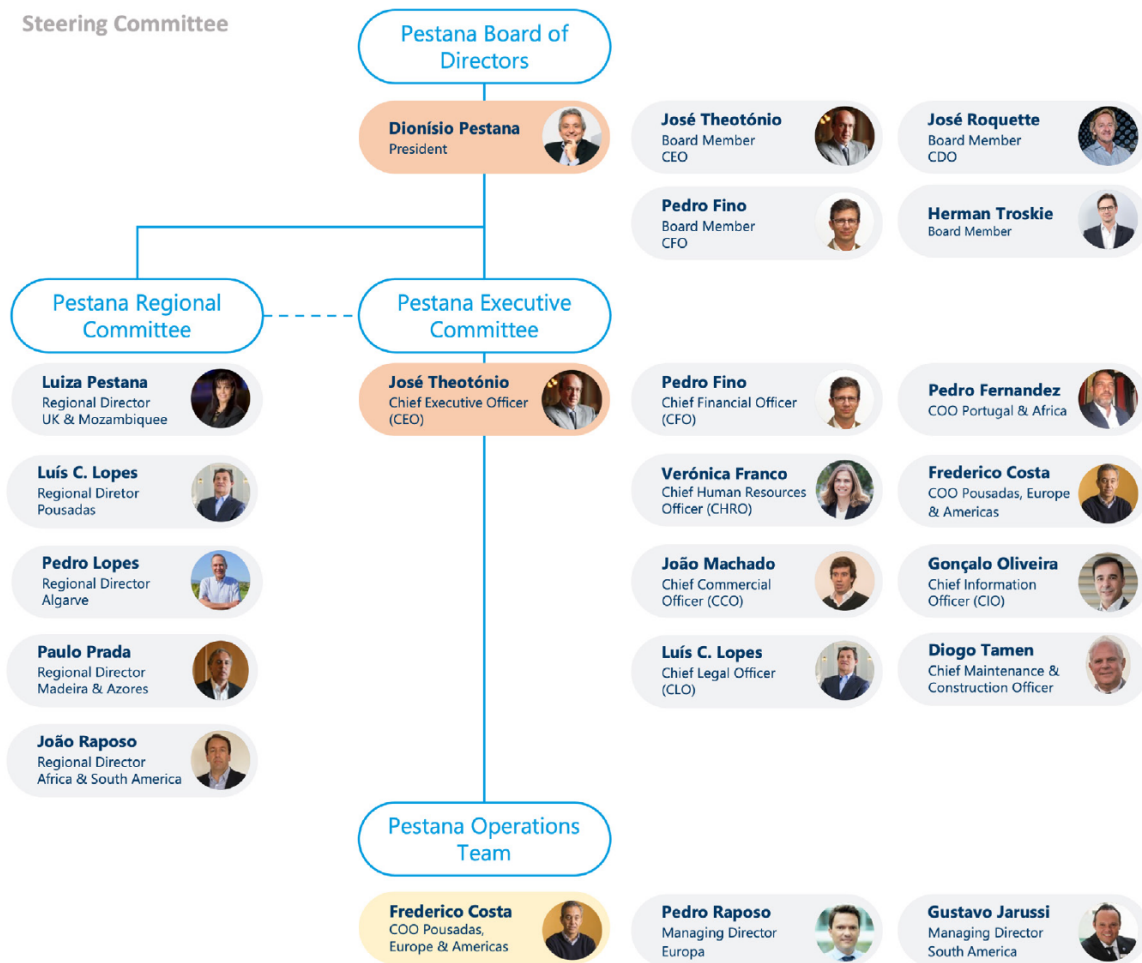 Steering Committee
Pestana Board of
Directors
Dionísio Pestana
President
José Theotónio
Board Member
CEO
José Roquette
Board Member
CDO
Pedro Fino
Board Member
CFO
Herman Troskie
Board Member
Pestana Regional
Committee
Pestana Executive
Committee
Luiza Pestana
Regional Director
UK & Mozambiquee
José Theotónio
Chief Executive Officer
(CEO)
Pedro Fino
Chief Financial Officer
(CFO)
Pedro Fernandez
COO Portugal & Africa
Luís C. Lopes
Regional Diretor
Pousadas
Verónica Franco
Chief Human Resources
Officer (CHRO)
Frederico Costa
COO Pousadas, Europe
& Americas
Pedro Lopes
Regional Director
Algarve
João Machado
Chief Commercial
Officer (CCO)
Gonçalo Oliveira
Chief Information
Officer (CIO)
Paulo Prada
Regional Director
Madeira & Azores
Luís C. Lopes
Chief Legal Officer
(CLO)
Diogo Tamen
Chief Maintenance &
Construction Officer
João Raposo
Regional Director
Africa & South America
Pestana Operations
Team
Frederico Costa
COO Pousadas,
Europe & Americas
Pedro Raposo
Managing Director
Europa
Gustavo Jarussi
Managing Director
South America